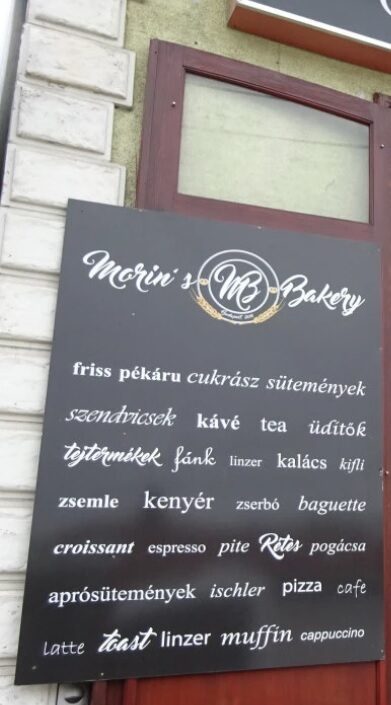 Morin's MB Bakery
Budapest
friss pékáru cukrász sütemények
szendvicsek kávé tea üdítők
tejtermékek fánk linzer kalács kifli
zsemle kenyér zserbó baguette
croissant espresso pite Rétes pogácsa
aprósütemények ischler pizza cafe
Latte toast linzer muffin cappuccino